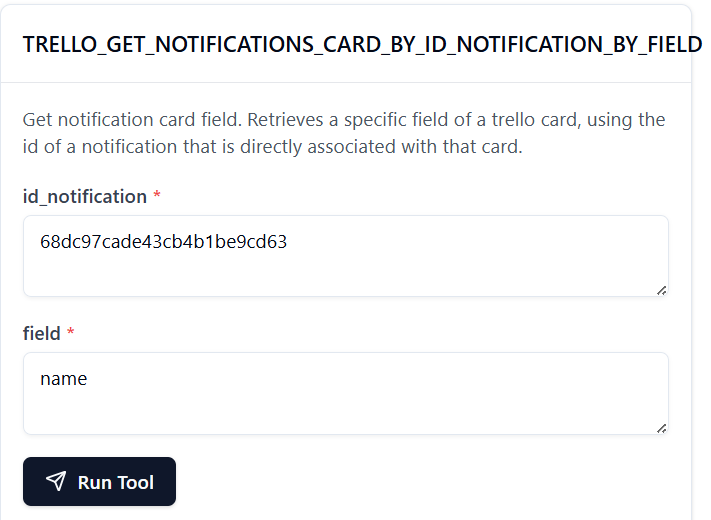 TRELLO_GET_NOTIFICATIONS_CARD_BY_ID_NOTIFICATION_BY_FIELD
Get notification card field. Retrieves a specific field of a trello card, using the
id of a notification that is directly associated with that card.
id_notification *
68dc97cade43cb4b1be9cd63
field *
name
Run Tool